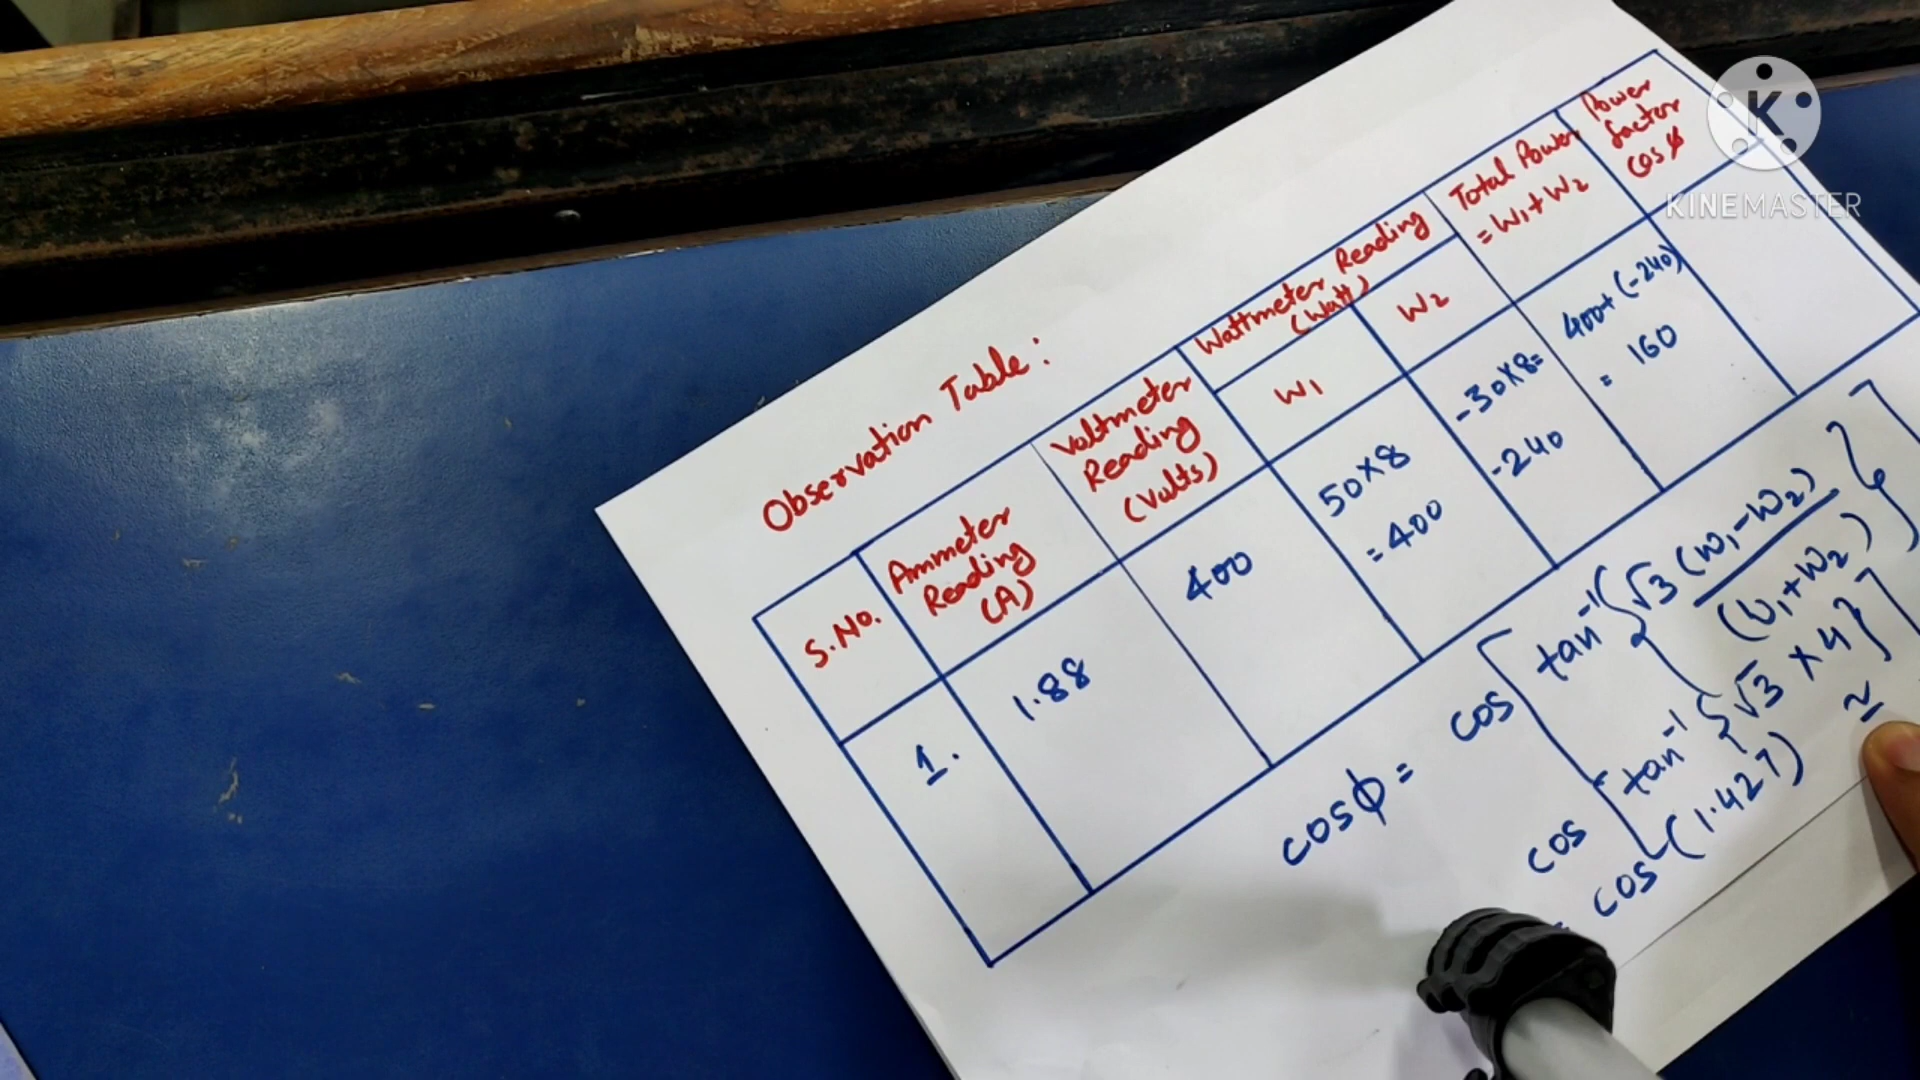 Observation Table:
S.No.
Ammeter
Reading
(A)
Voltmeter
Reading
(Volts)
Wattmeter Reading
(Watt)
W1
W2
Total Power
= W1 + W2
Power
factor
cos φ
1.
1.88
400
50×8
= 400
-30×8=
-240
400+(-240)
= 160
cosφ = cos [tan⁻¹ {√3 (W1-W2)
(W1+W2)}]
cos [tan⁻¹ {√3 × 4}]
= cos (1.427) ≃
K
KINEMASTER